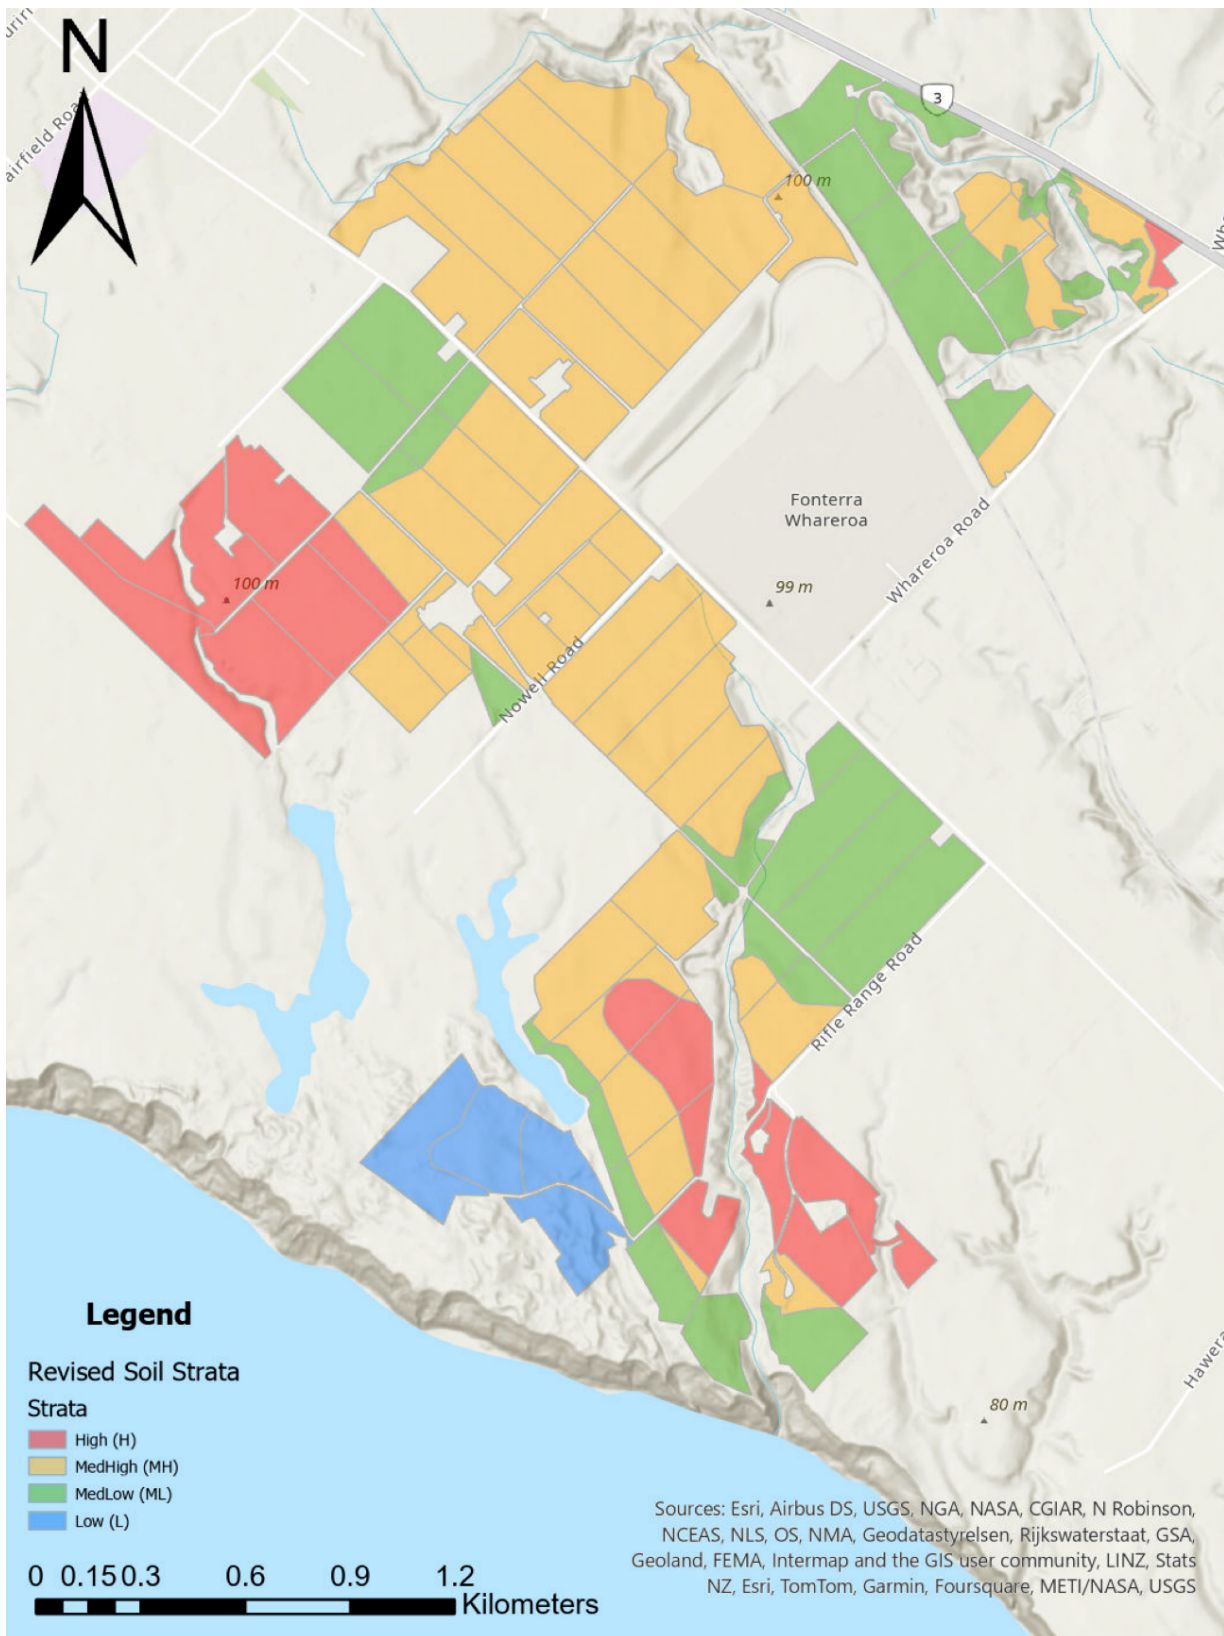 N
3
100 m
airfield Road
Fonterra
Whareroa
100 m
99 m
Whareroa Road
Nowell Road
Rifle Range Road
80 m
Hawera
Legend
Revised Soil Strata
Strata
High (H)
MedHigh (MH)
MedLow (ML)
Low (L)
0 0.15 0.3 0.6 0.9 1.2
Kilometers
Sources: Esri, Airbus DS, USGS, NGA, NASA, CGIAR, N Robinson,
NCEAS, NLS, OS, NMA, Geodatastyrelsen, Rijkswaterstaat, GSA,
Geoland, FEMA, Intermap and the GIS user community, LINZ, Stats
NZ, Esri, TomTom, Garmin, Foursquare, METI/NASA, USGS